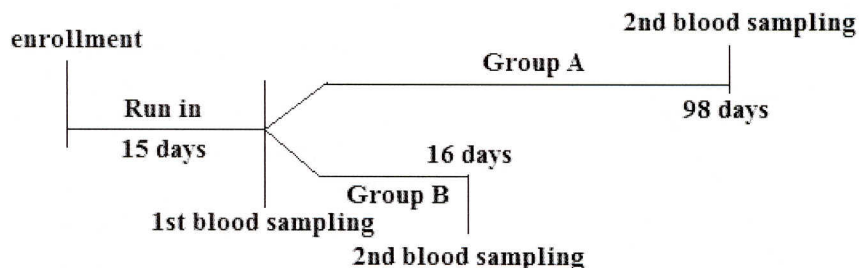 2nd blood sampling
enrollment
Group A
Run in
98 days
15 days
16 days
Group B
1st blood sampling
2nd blood sampling